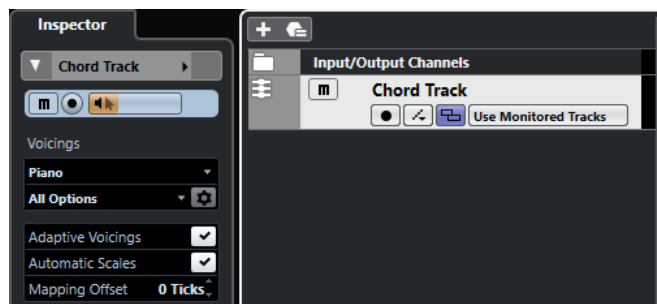 Inspector
Chord Track
m
Voicings
Piano
All Options
Adaptive Voicings
Automatic Scales
Mapping Offset 0 Ticks
Input/Output Channels
m Chord Track
Use Monitored Tracks